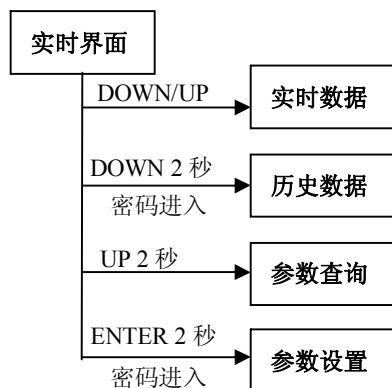 实时界面
DOWN/UP
实时数据
DOWN 2 秒
密码进入
历史数据
UP 2 秒
参数查询
ENTER 2 秒
密码进入
参数设置